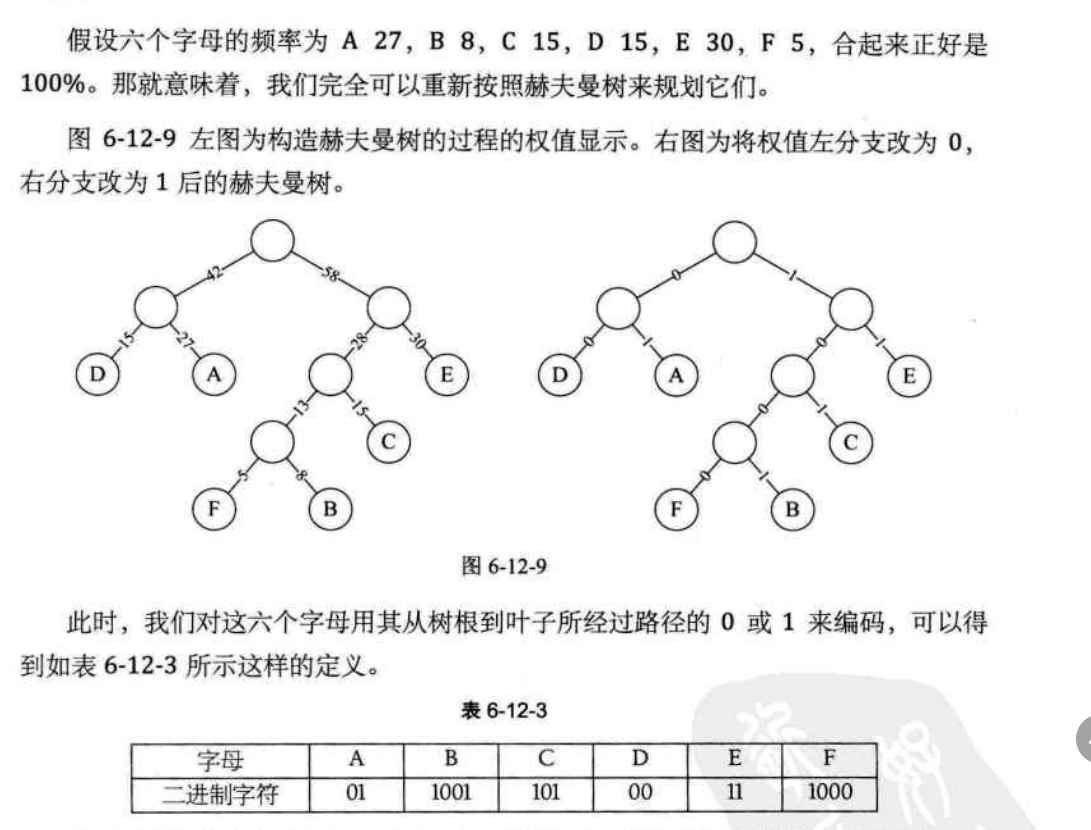 假设六个字母的频率为 A 27，B 8，C 15，D 15，E 30，F 5，合起来正好是
100%。那就意味着，我们完全可以重新按照赫夫曼树来规划它们。
图 6-12-9 左图为构造赫夫曼树的过程的权值显示。右图为将权值左分支改为 0，
右分支改为 1 后的赫夫曼树。
42 58 0 1
15 27 28 30 0 1 0 1
D A E D A E
13 15 0 1
C C
5 8 0 1
F B F B
图 6-12-9
此时，我们对这六个字母用其从树根到叶子所经过路径的 0 或 1 来编码，可以得
到如表 6-12-3 所示这样的定义。
表 6-12-3
字母 A B C D E F
二进制字符 01 1001 101 00 11 1000